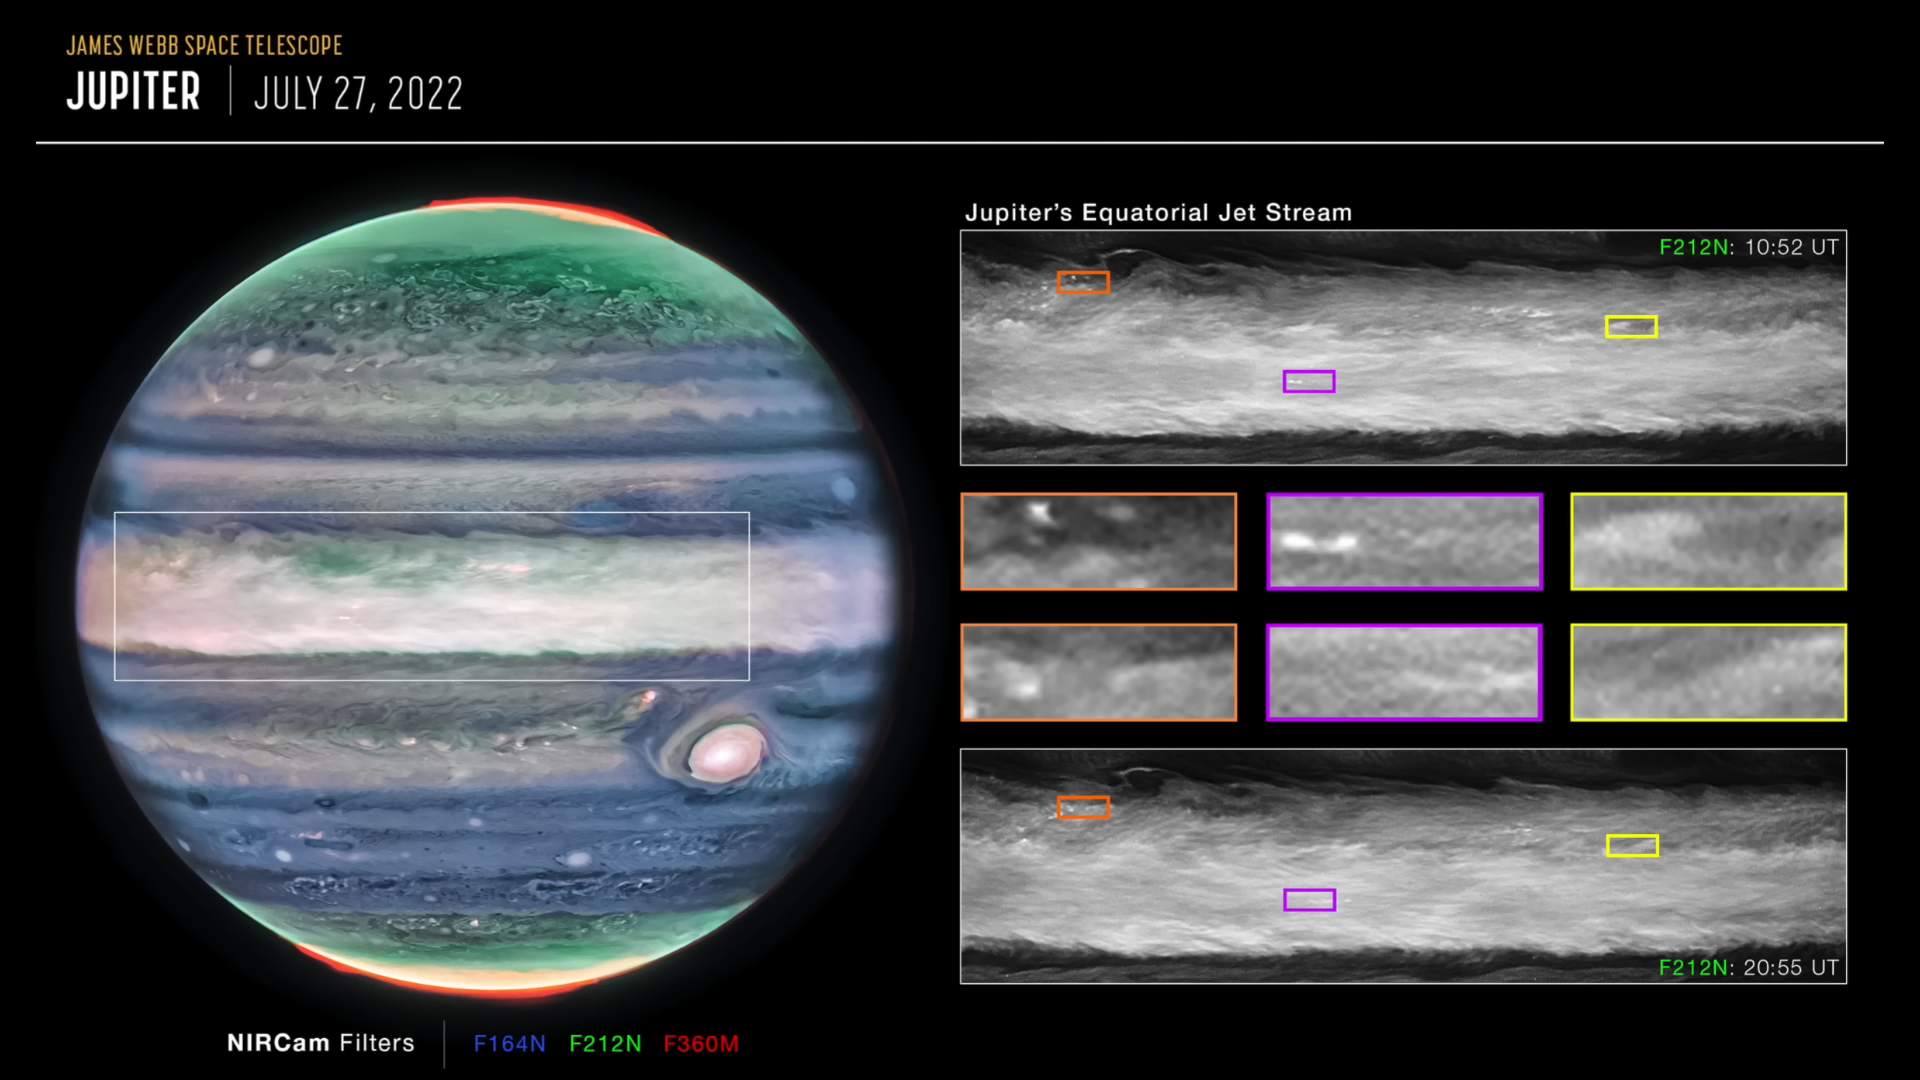 JAMES WEBB SPACE TELESCOPE
JUPITER | JULY 27, 2022
Jupiter’s Equatorial Jet Stream
F212N: 10:52 UT
F212N: 20:55 UT
NIRCam Filters | F164N F212N F360M